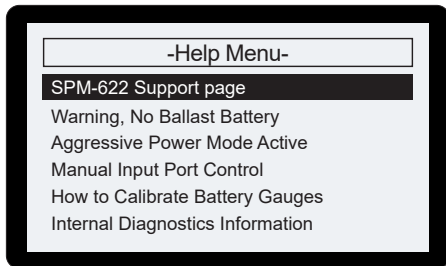 -Help Menu-
SPM-622 Support page
Warning, No Ballast Battery
Aggressive Power Mode Active
Manual Input Port Control
How to Calibrate Battery Gauges
Internal Diagnostics Information